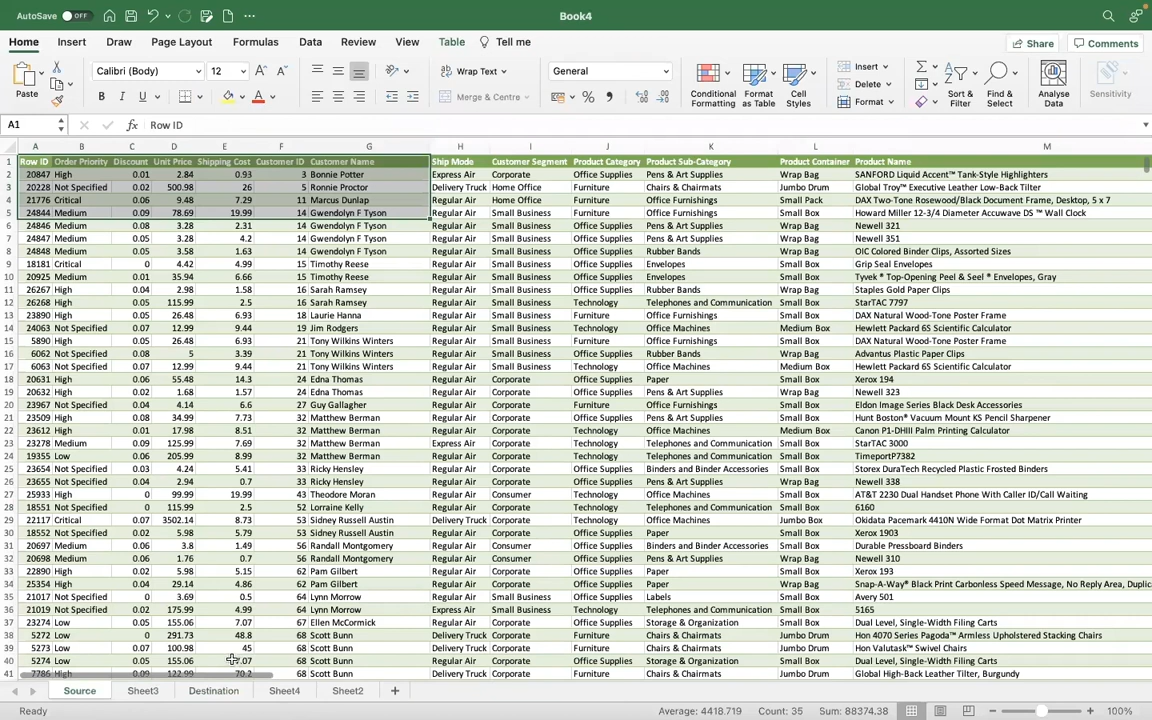 AutoSave OFF Book4
Home Insert Draw Page Layout Formulas Data Review View Table Tell me Share Comments
Paste Calibri (Body) 12 A A Wrap Text General Conditional Formatting Format as Table Cell Styles Insert Sort & Filter Find & Select Analyse Data Sensitivity
B I U A Merge & Centre % Delete
Format
A1 fx Row ID
A B C D E F G H I J K L M
1 Row ID Order Priority Discount Unit Price Shipping Cost Customer ID Customer Name Ship Mode Customer Segment Product Category Product Sub-Category Product Container Product Name
2 20847 High 0.01 2.84 0.93 3 Bonnie Potter Express Air Corporate Office Supplies Pens & Art Supplies Wrap Bag SANFORD Liquid Accent™ Tank-Style Highlighters
3 20228 Not Specified 0.02 500.98 26 5 Ronnie Proctor Delivery Truck Home Office Furniture Chairs & Chairmats Jumbo Drum Global Troy™ Executive Leather Low-Back Tilter
4 21776 Critical 0.06 9.48 7.29 11 Marcus Dunlap Regular Air Home Office Furniture Office Furnishings Small Pack DAX Two-Tone Rosewood/Black Document Frame, Desktop, 5 x 7
5 24844 Medium 0.09 78.69 19.99 14 Gwendolyn F Tyson Regular Air Small Business Furniture Office Furnishings Small Box Howard Miller 12-3/4 Diameter Accuwave DS ™ Wall Clock
6 24846 Medium 0.08 3.28 2.31 14 Gwendolyn F Tyson Regular Air Small Business Office Supplies Pens & Art Supplies Wrap Bag Newell 321
7 24847 Medium 0.05 3.28 4.2 14 Gwendolyn F Tyson Regular Air Small Business Office Supplies Pens & Art Supplies Wrap Bag Newell 351
8 24848 Medium 0.05 3.58 1.63 14 Gwendolyn F Tyson Regular Air Small Business Office Supplies Rubber Bands Wrap Bag OIC Colored Binder Clips, Assorted Sizes
9 18181 Critical 0 4.42 4.99 15 Timothy Reese Regular Air Small Business Office Supplies Envelopes Small Box Grip Seal Envelopes
10 20925 Medium 0.01 35.94 6.66 15 Timothy Reese Regular Air Small Business Office Supplies Envelopes Small Box Tyvek ® Top-Opening Peel & Seel ® Envelopes, Gray
11 26267 High 0.04 2.98 1.58 16 Sarah Ramsey Regular Air Small Business Office Supplies Rubber Bands Wrap Bag Staples Gold Paper Clips
12 26268 High 0.05 115.99 2.5 16 Sarah Ramsey Regular Air Small Business Technology Telephones and Communication Small Box StarTAC 7797
13 23890 High 0.05 26.48 6.93 18 Laurie Hanna Regular Air Small Business Furniture Office Furnishings Small Box DAX Natural Wood-Tone Poster Frame
14 24063 Not Specified 0.07 12.99 9.44 19 Jim Rodgers Regular Air Small Business Technology Office Machines Medium Box Hewlett Packard 6S Scientific Calculator
15 5890 High 0.05 26.48 6.93 21 Tony Wilkins Winters Regular Air Small Business Furniture Office Furnishings Small Box DAX Natural Wood-Tone Poster Frame
16 6062 Not Specified 0.08 5 3.39 21 Tony Wilkins Winters Regular Air Small Business Office Supplies Rubber Bands Wrap Bag Advantus Plastic Paper Clips
17 6063 Not Specified 0.07 12.99 9.44 21 Tony Wilkins Winters Regular Air Small Business Technology Office Machines Medium Box Hewlett Packard 6S Scientific Calculator
18 20631 High 0.06 55.48 14.3 24 Edna Thomas Regular Air Corporate Office Supplies Paper Small Box Xerox 194
19 20632 High 0.04 1.68 1.57 24 Edna Thomas Regular Air Corporate Office Supplies Pens & Art Supplies Wrap Bag Newell 323
20 23967 Not Specified 0.04 4.14 6.6 27 Guy Gallagher Regular Air Corporate Furniture Office Furnishings Small Box Eldon Image Series Black Desk Accessories
21 23509 High 0.08 34.99 7.73 32 Matthew Berman Regular Air Corporate Office Supplies Pens & Art Supplies Small Box Hunt Boston® Vacuum Mount KS Pencil Sharpener
22 23612 High 0.01 17.98 8.51 32 Matthew Berman Regular Air Corporate Technology Office Machines Medium Box Canon P1-DHIII Palm Printing Calculator
23 23278 Medium 0.09 125.99 7.69 32 Matthew Berman Express Air Corporate Technology Telephones and Communication Small Box StarTAC 3000
24 19355 Low 0.06 205.99 8.99 32 Matthew Berman Regular Air Corporate Technology Telephones and Communication Small Box TimeportP7382
25 23654 Not Specified 0.03 4.24 5.41 33 Ricky Hensley Regular Air Corporate Office Supplies Binders and Binder Accessories Small Box Storex DuraTech Recycled Plastic Frosted Binders
26 23655 Not Specified 0.04 2.94 0.7 33 Ricky Hensley Regular Air Corporate Office Supplies Pens & Art Supplies Wrap Bag Newell 338
27 25933 High 0 99.99 19.99 43 Theodore Moran Regular Air Consumer Technology Office Machines Small Box AT&T 2230 Dual Handset Phone With Caller ID/Call Waiting
28 18551 Not Specified 0 115.99 2.5 52 Lorraine Kelly Regular Air Corporate Technology Telephones and Communication Small Box 6160
29 22117 Critical 0.07 3502.14 8.73 53 Sidney Russell Austin Delivery Truck Corporate Technology Office Machines Jumbo Box Okidata Pacemark 4410N Wide Format Dot Matrix Printer
30 18552 Not Specified 0.02 5.98 5.79 53 Sidney Russell Austin Regular Air Corporate Office Supplies Paper Small Box Xerox 1903
31 20697 Medium 0.06 3.8 1.49 56 Randall Montgomery Regular Air Consumer Office Supplies Binders and Binder Accessories Small Box Durable Pressboard Binders
32 20698 Medium 0.06 1.76 0.7 56 Randall Montgomery Regular Air Consumer Office Supplies Pens & Art Supplies Wrap Bag Newell 310
33 22890 High 0.02 5.98 5.15 62 Pam Gilbert Regular Air Corporate Office Supplies Paper Small Box Xerox 193
34 25354 High 0.04 29.14 4.86 62 Pam Gilbert Regular Air Corporate Office Supplies Paper Wrap Bag Snap-A-Way® Black Print Carbonless Speed Message, No Reply Area, Duplic
35 21017 Not Specified 0 3.69 0.5 64 Lynn Morrow Regular Air Small Business Office Supplies Labels Small Box Avery 501
36 21019 Not Specified 0.02 175.99 4.99 64 Lynn Morrow Express Air Small Business Technology Telephones and Communication Small Box 5165
37 23274 Low 0.05 155.06 7.07 67 Ellen McCormick Regular Air Small Business Office Supplies Storage & Organization Small Box Dual Level, Single-Width Filing Carts
38 5272 Low 0 291.73 48.8 68 Scott Bunn Delivery Truck Corporate Furniture Chairs & Chairmats Jumbo Drum Hon 4070 Series Pagoda™ Armless Upholstered Stacking Chairs
39 5273 Low 0.07 100.98 45 68 Scott Bunn Delivery Truck Corporate Furniture Chairs & Chairmats Jumbo Drum Hon Valutask™ Swivel Chairs
40 5274 Low 0.05 155.06 7.07 68 Scott Bunn Regular Air Corporate Office Supplies Storage & Organization Small Box Dual Level, Single-Width Filing Carts
41 7786 High 0.09 122.99 70.2 68 Scott Bunn Delivery Truck Corporate Furniture Chairs & Chairmats Jumbo Drum Global High-Back Leather Tilter, Burgundy
Source Sheet3 Destination Sheet4 Sheet2
Ready Average: 4418.719 Count: 35 Sum: 88374.38 100%